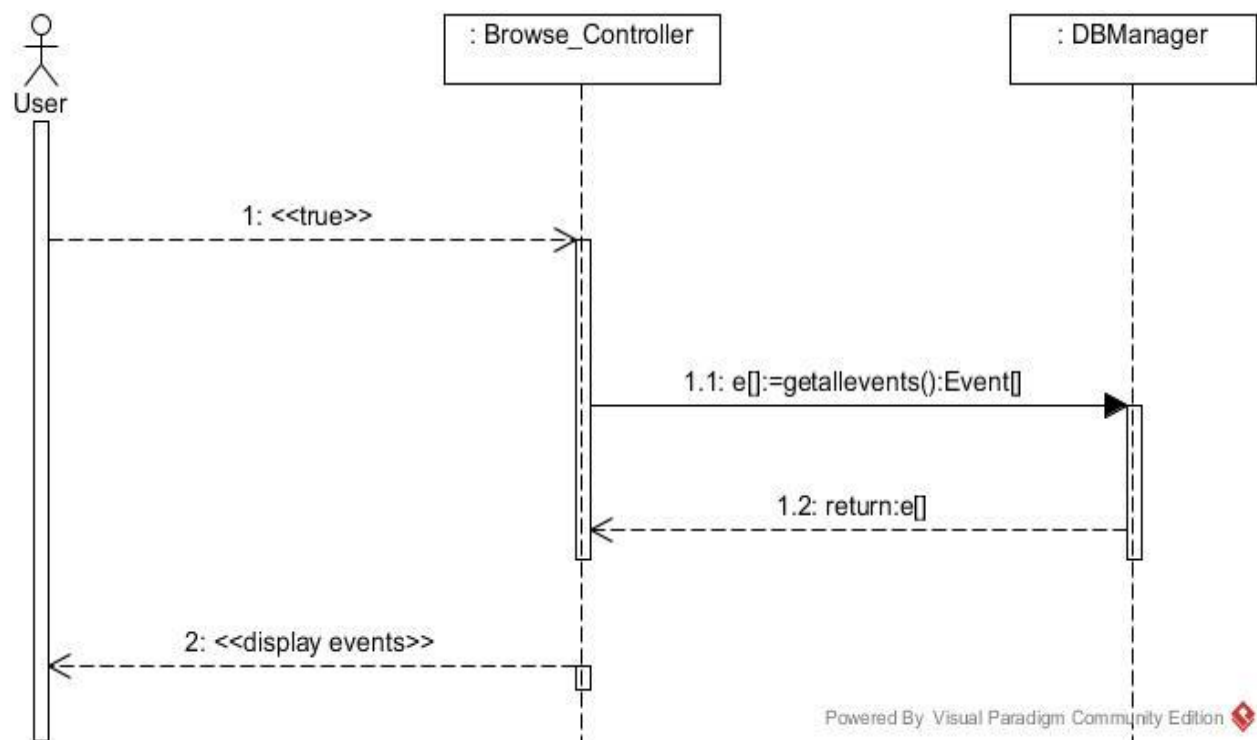 : Browse_Controller
: DBManager
User
1: <<true>>
1.1: e[]:=getallevents():Event[]
1.2: return:e[]
2: <<display events>>
Powered By Visual Paradigm Community Edition